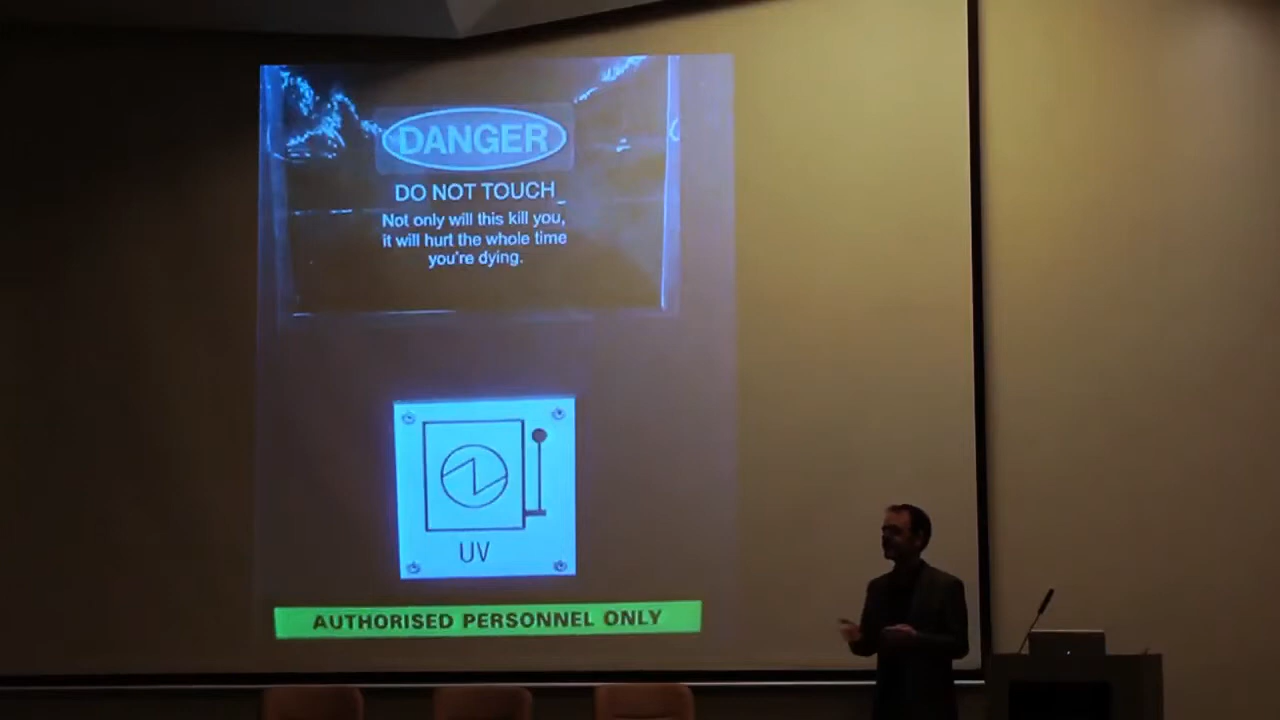 DANGER
DO NOT TOUCH
Not only will this kill you,
it will hurt the whole time
you're dying.
UV
AUTHORISED PERSONNEL ONLY